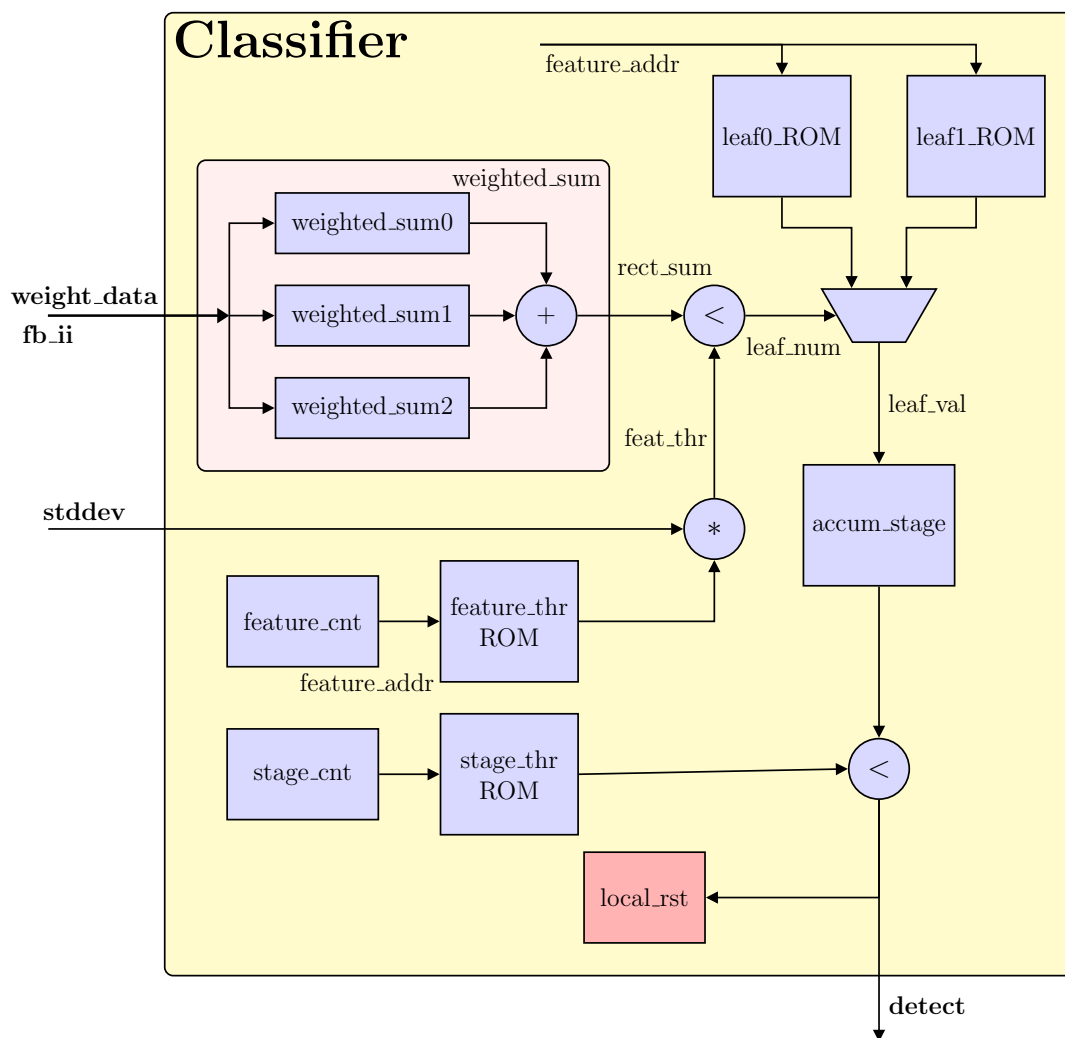 Classifier
feature_addr
leaf0_ROM
leaf1_ROM
weighted_sum
weighted_sum0
weight_data
fb_ii
weighted_sum1
+
rect_sum
<
leaf_num
weighted_sum2
leaf_val
feat_thr
stddev
*
accum_stage
feature_cnt
feature_thr
ROM
feature_addr
stage_cnt
stage_thr
ROM
<
local_rst
detect